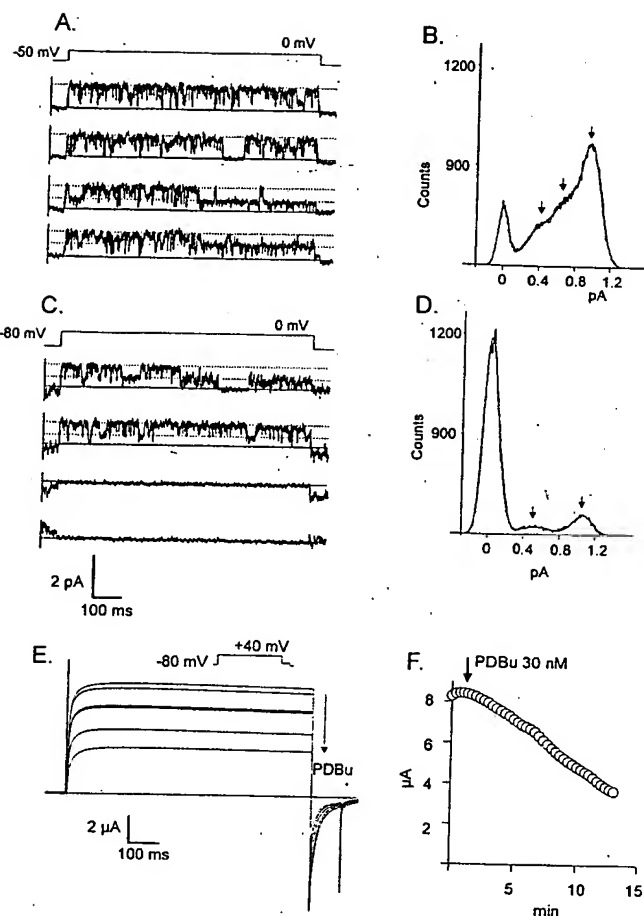 A.
-50 mV
0 mV
B.
1200
900
Counts
0 0.4 0.8 1.2
pA
C.
-80 mV
0 mV
2 pA
100 ms
D.
1200
900
Counts
0 0.4 0.8 1.2
pA
E.
+40 mV
-80 mV
PDBu
2 µA
100 ms
F.
PDBu 30 nM
8
6
4
2
µA
5 10 15
min